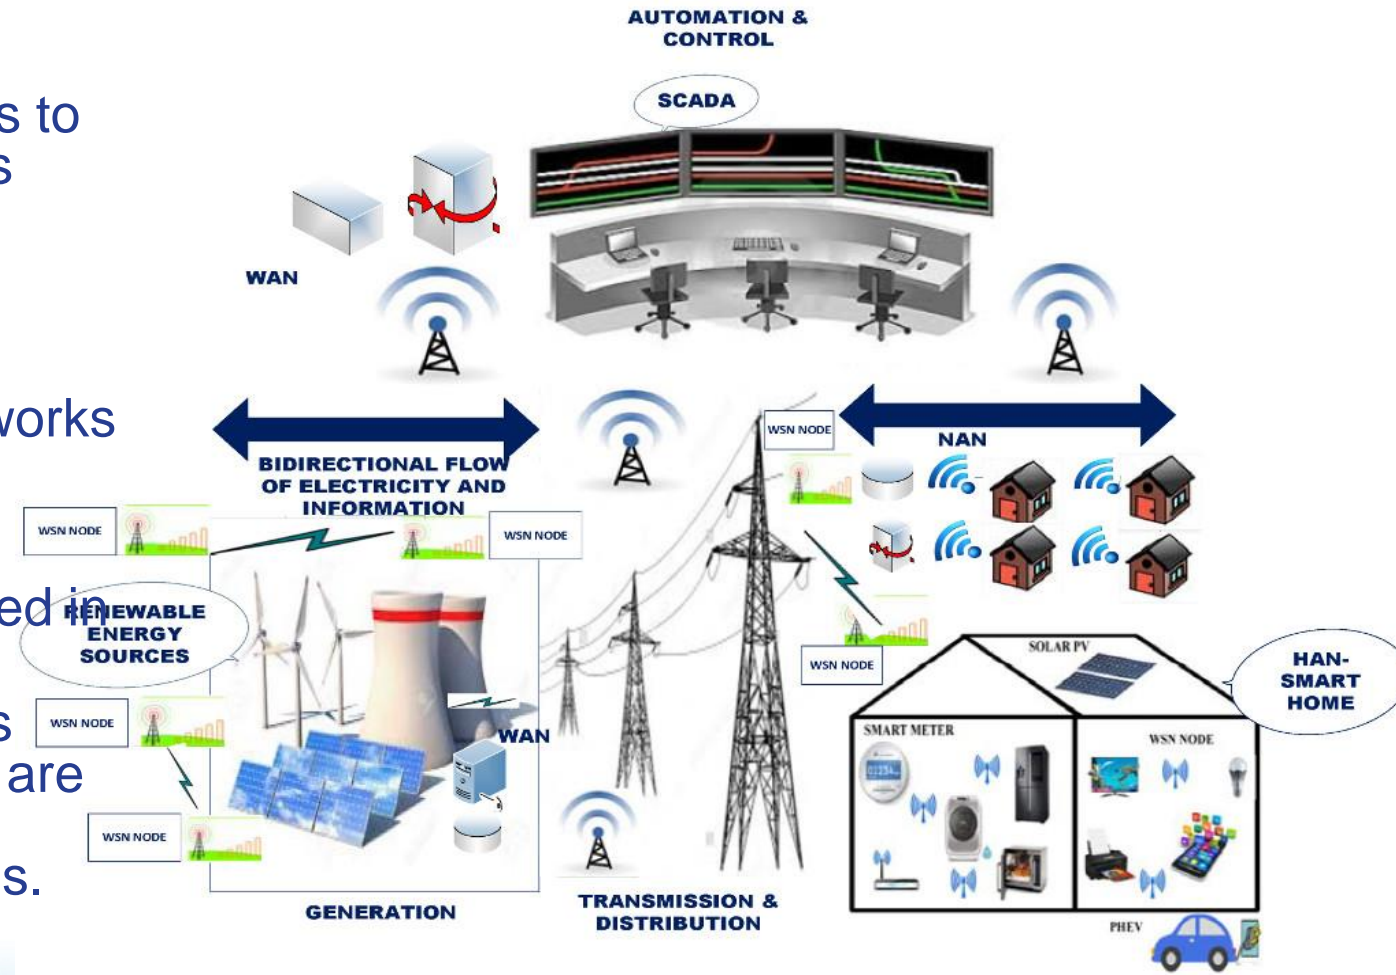 AUTOMATION &
CONTROL
SCADA
s to
s
WAN
works
WSN NODE
NAN
BIDIRECTIONAL FLOW
OF ELECTRICITY AND
INFORMATION
WSN NODE
WSN NODE
ed in
RENEWABLE
ENERGY
SOURCES
WSN NODE
SOLAR PV
HAN-
SMART
HOME
s
WSN NODE
are
WAN
SMART METER
WSN NODE
01234
WSN NODE
s.
GENERATION
TRANSMISSION &
DISTRIBUTION
PHEV